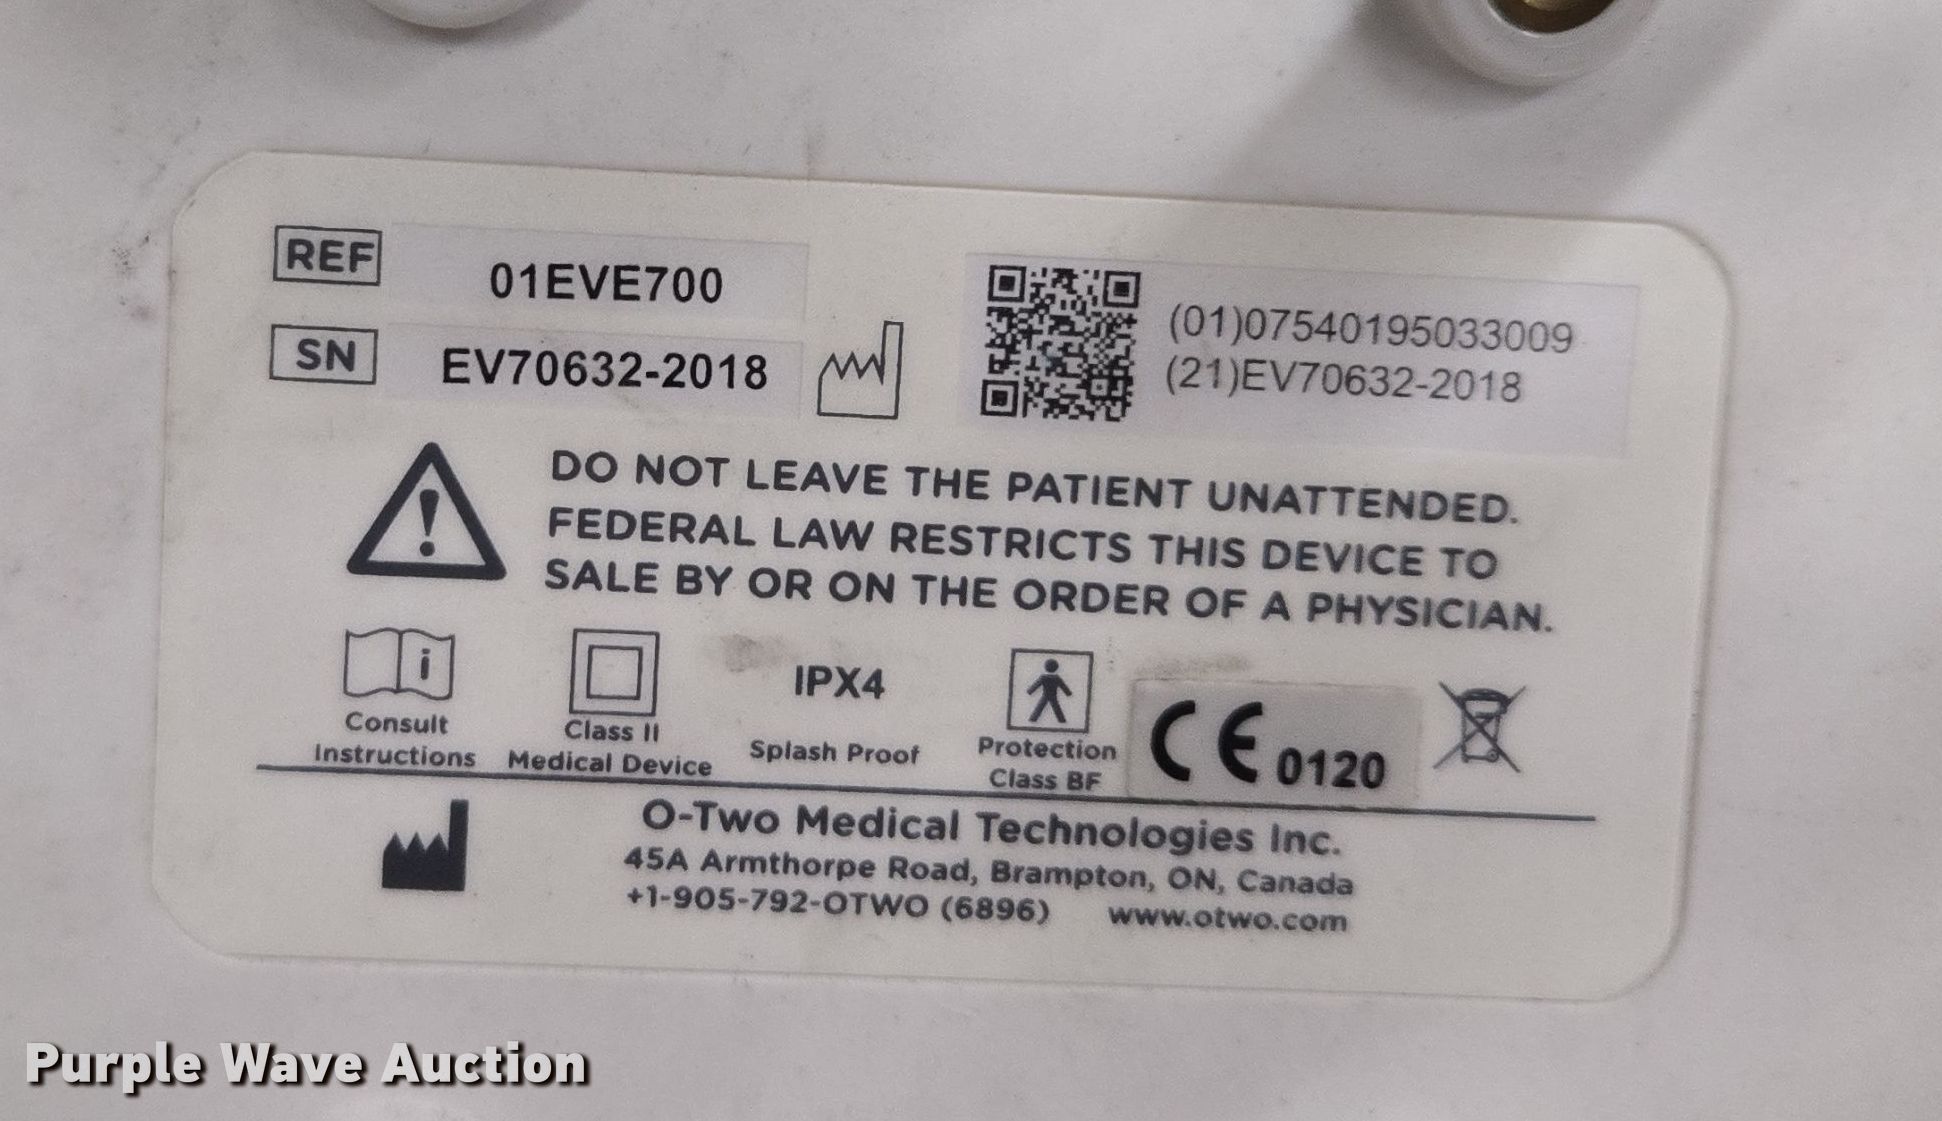 REF 01EVE700
SN EV70632-2018
(01)07540195033009
(21)EV70632-2018
DO NOT LEAVE THE PATIENT UNATTENDED.
FEDERAL LAW RESTRICTS THIS DEVICE TO
SALE BY OR ON THE ORDER OF A PHYSICIAN.
i
Consult
Instructions
Class II
Medical Device
IPX4
Splash Proof
Protection
Class BF
CE 0120
O-Two Medical Technologies Inc.
45A Armthorpe Road, Brampton, ON, Canada
+1-905-792-OTWO (6896) www.otwo.com
Purple Wave Auction